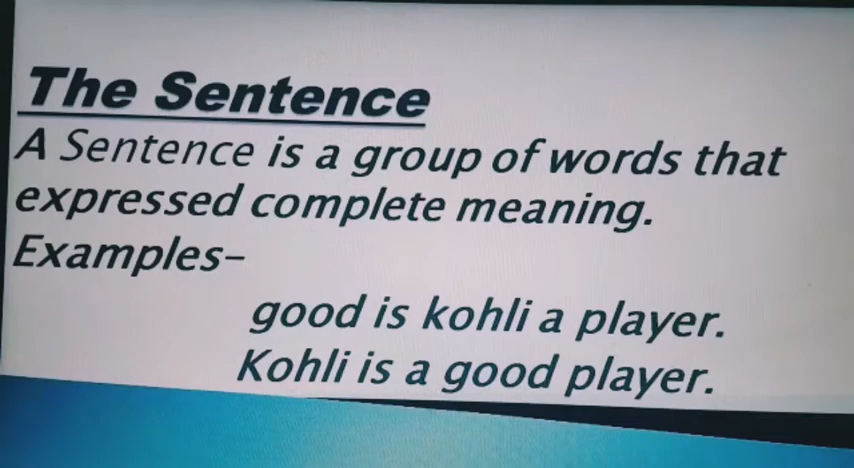 The Sentence
A Sentence is a group of words that
expressed complete meaning.
Examples-
good is kohli a player.
Kohli is a good player.